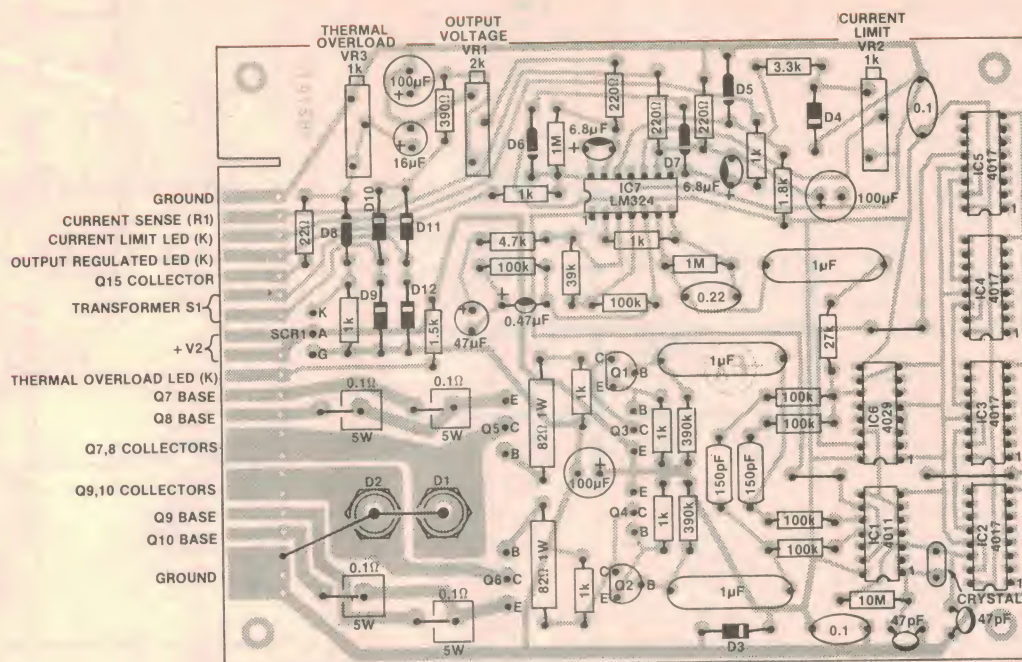 THERMAL
OVERLOAD
VR3
1k
OUTPUT
VOLTAGE
VR1
2k
CURRENT
LIMIT
VR2
1k
100µF
390Ω
16µF
D6
1M
6.8µF
220Ω
220Ω
D7
220Ω
D5
3.3k
D4
0.1
1k
6.8µF
1.8k
100µF
IC7
LM324
IC5
4017
1
GROUND
CURRENT SENSE (R1)
CURRENT LIMIT LED (K)
OUTPUT REGULATED LED (K)
Q15 COLLECTOR
TRANSFORMER S1
+ V2
THERMAL OVERLOAD LED (K)
Q7 BASE
Q8 BASE
Q7,8 COLLECTORS
Q9,10 COLLECTORS
Q9 BASE
Q10 BASE
GROUND
22Ω
D8
D10
D11
1k
4.7k
100k
39k
1k
1M
1µF
0.22
100k
0.47µF
47µF
K
SCR1 A
G
1k
D9
D12
1.5k
27k
IC4
4017
1
0.1Ω
5W
0.1Ω
5W
E
Q5 C
B
82Ω 1W
1k
C
Q1 B
E
1µF
B
Q3 C
E
1k
390k
100k
100k
150pF
150pF
IC6
4029
1
IC3
4017
1
100µF
D2
D1
E
Q4 C
B
1k
390k
100k
100k
IC1
4011
1
IC2
4017
1
B
Q6 C
E
82Ω 1W
1k
C
Q2 B
E
1µF
0.1Ω
5W
0.1Ω
5W
D3
0.1
10M
47pF
CRYSTAL
47pF